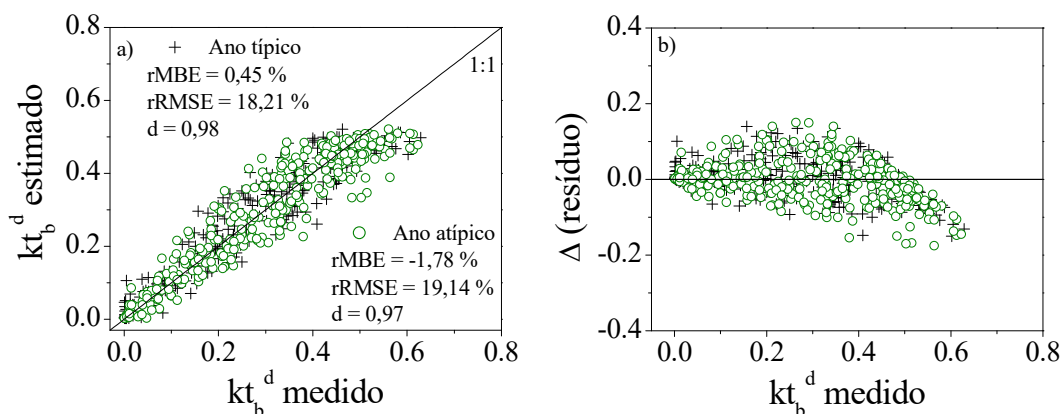 a)
+ Ano típico
rMBE = 0,45 %
rRMSE = 18,21 %
d = 0,98
1:1
○ Ano atípico
rMBE = -1,78 %
rRMSE = 19,14 %
d = 0,97
0.8
0.6
0.4
0.2
0.0
kt_b^d estimado
0.0 0.2 0.4 0.6 0.8
kt_b^d medido
b)
0.4
0.2
0.0
-0.2
-0.4
Δ (resíduo)
0.0 0.2 0.4 0.6 0.8
kt_b^d medido